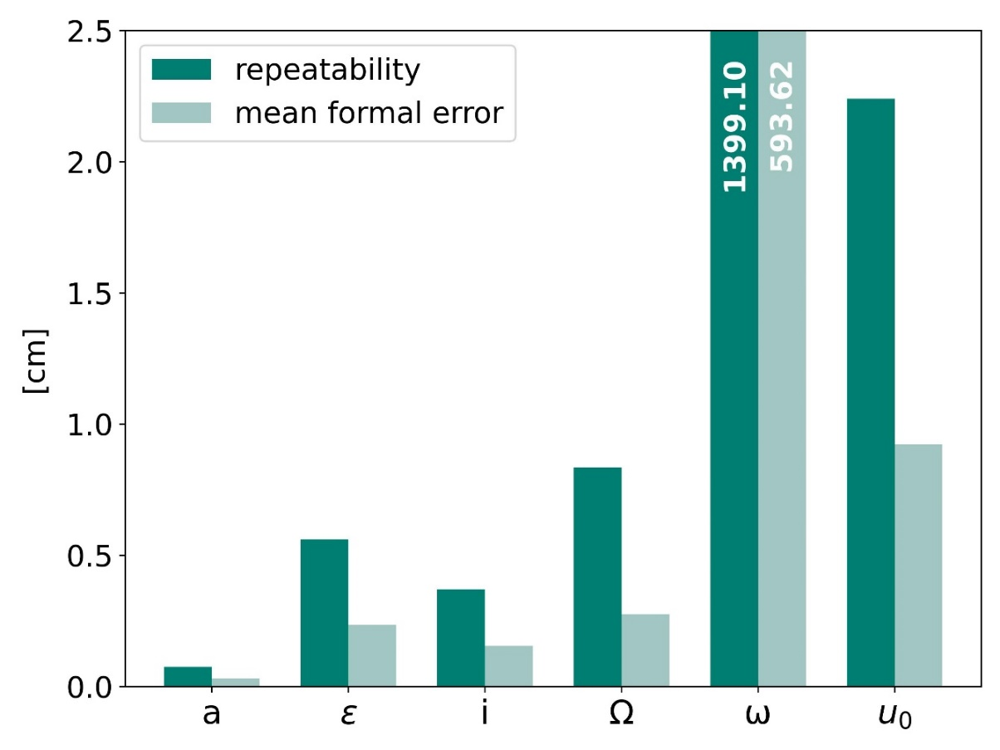 2.5
2.0
1.5
1.0
0.5
0.0
[cm]
repeatability
mean formal error
1399.10
593.62
a
ε
i
Ω
ω
u₀